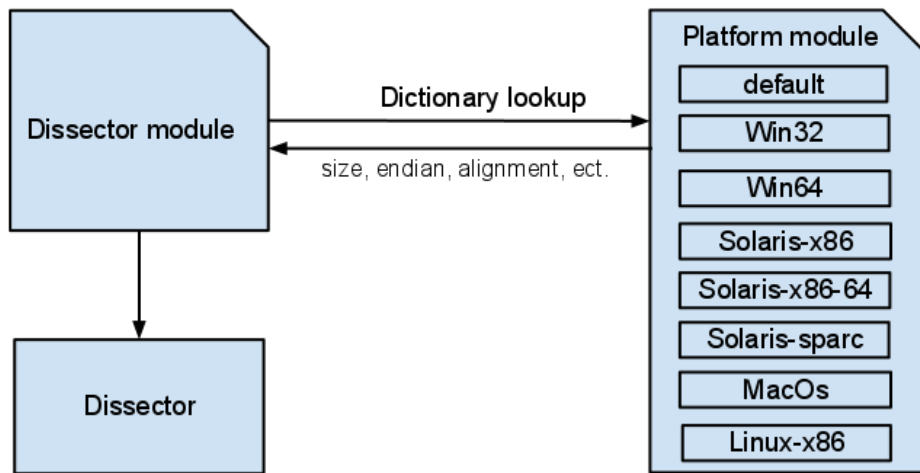 Platform module
default
Dictionary lookup
Dissector module
Win32
size, endian, alignment, ect.
Win64
Solaris-x86
Solaris-x86-64
Solaris-sparc
Dissector
MacOs
Linux-x86